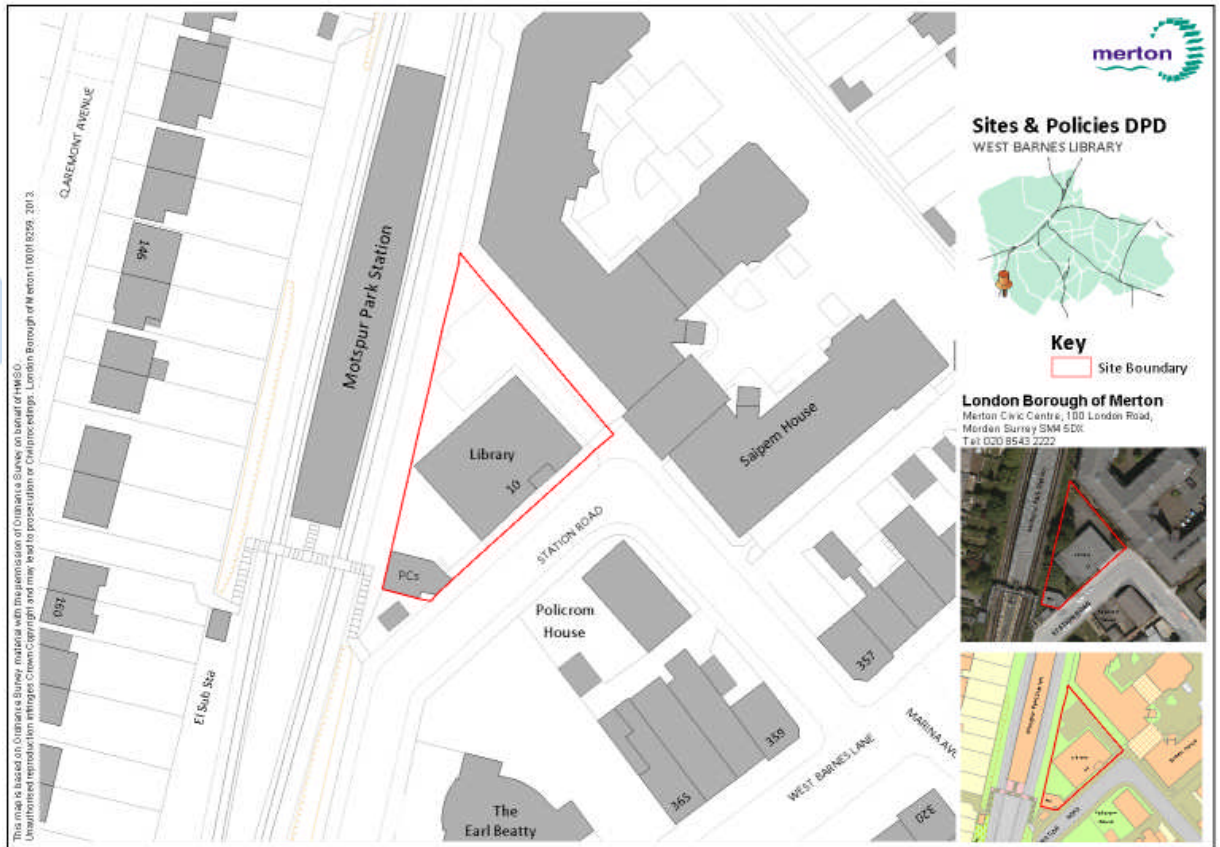 merton
Sites & Policies DPD
WEST BARNES LIBRARY
Key
Site Boundary
London Borough of Merton
Merton Civic Centre, 100 London Road,
Morden Surrey SM4 5DX
Tel: 020 8543 2222
This map is based on Ordnance Survey material with the permission of Ordnance Survey on behalf of HMSO.
Unauthorised reproduction infringes Crown Copyright and may lead to prosecution or Civil proceedings. London Borough of Merton 100019259. 2013.
CLAREMONT AVENUE
146
Motspur Park Station
Library
10
Saipem House
STATION ROAD
PCs
Policrom
House
160
El Sub Sta
357
359
365
MARINA AVE
WEST BARNES LANE
320
The
Earl Beatty